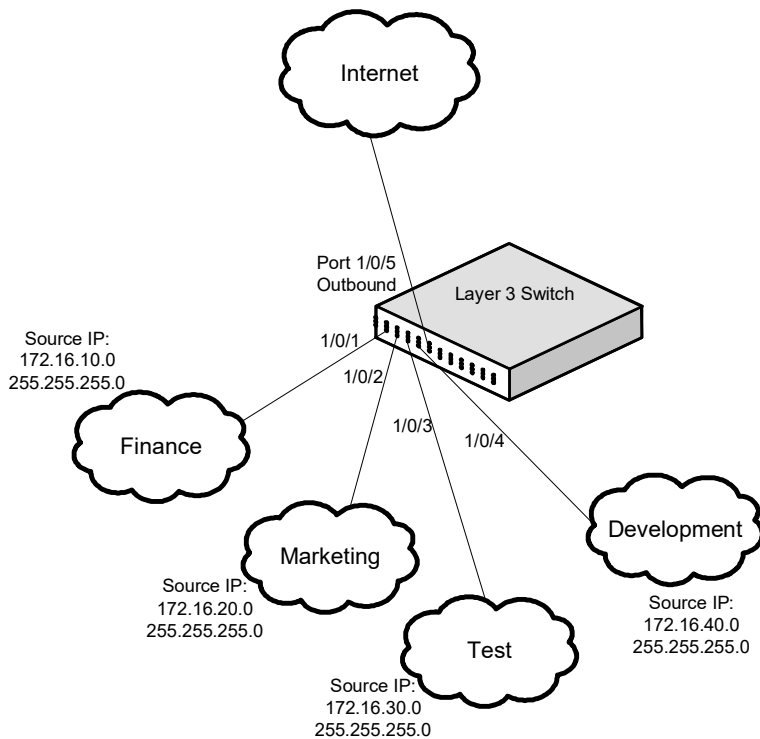 Internet
Port 1/0/5
Outbound
Layer 3 Switch
Source IP:
172.16.10.0
255.255.255.0
1/0/1
1/0/2
1/0/3
1/0/4
Finance
Marketing
Development
Source IP:
172.16.20.0
255.255.255.0
Source IP:
172.16.40.0
255.255.255.0
Test
Source IP:
172.16.30.0
255.255.255.0